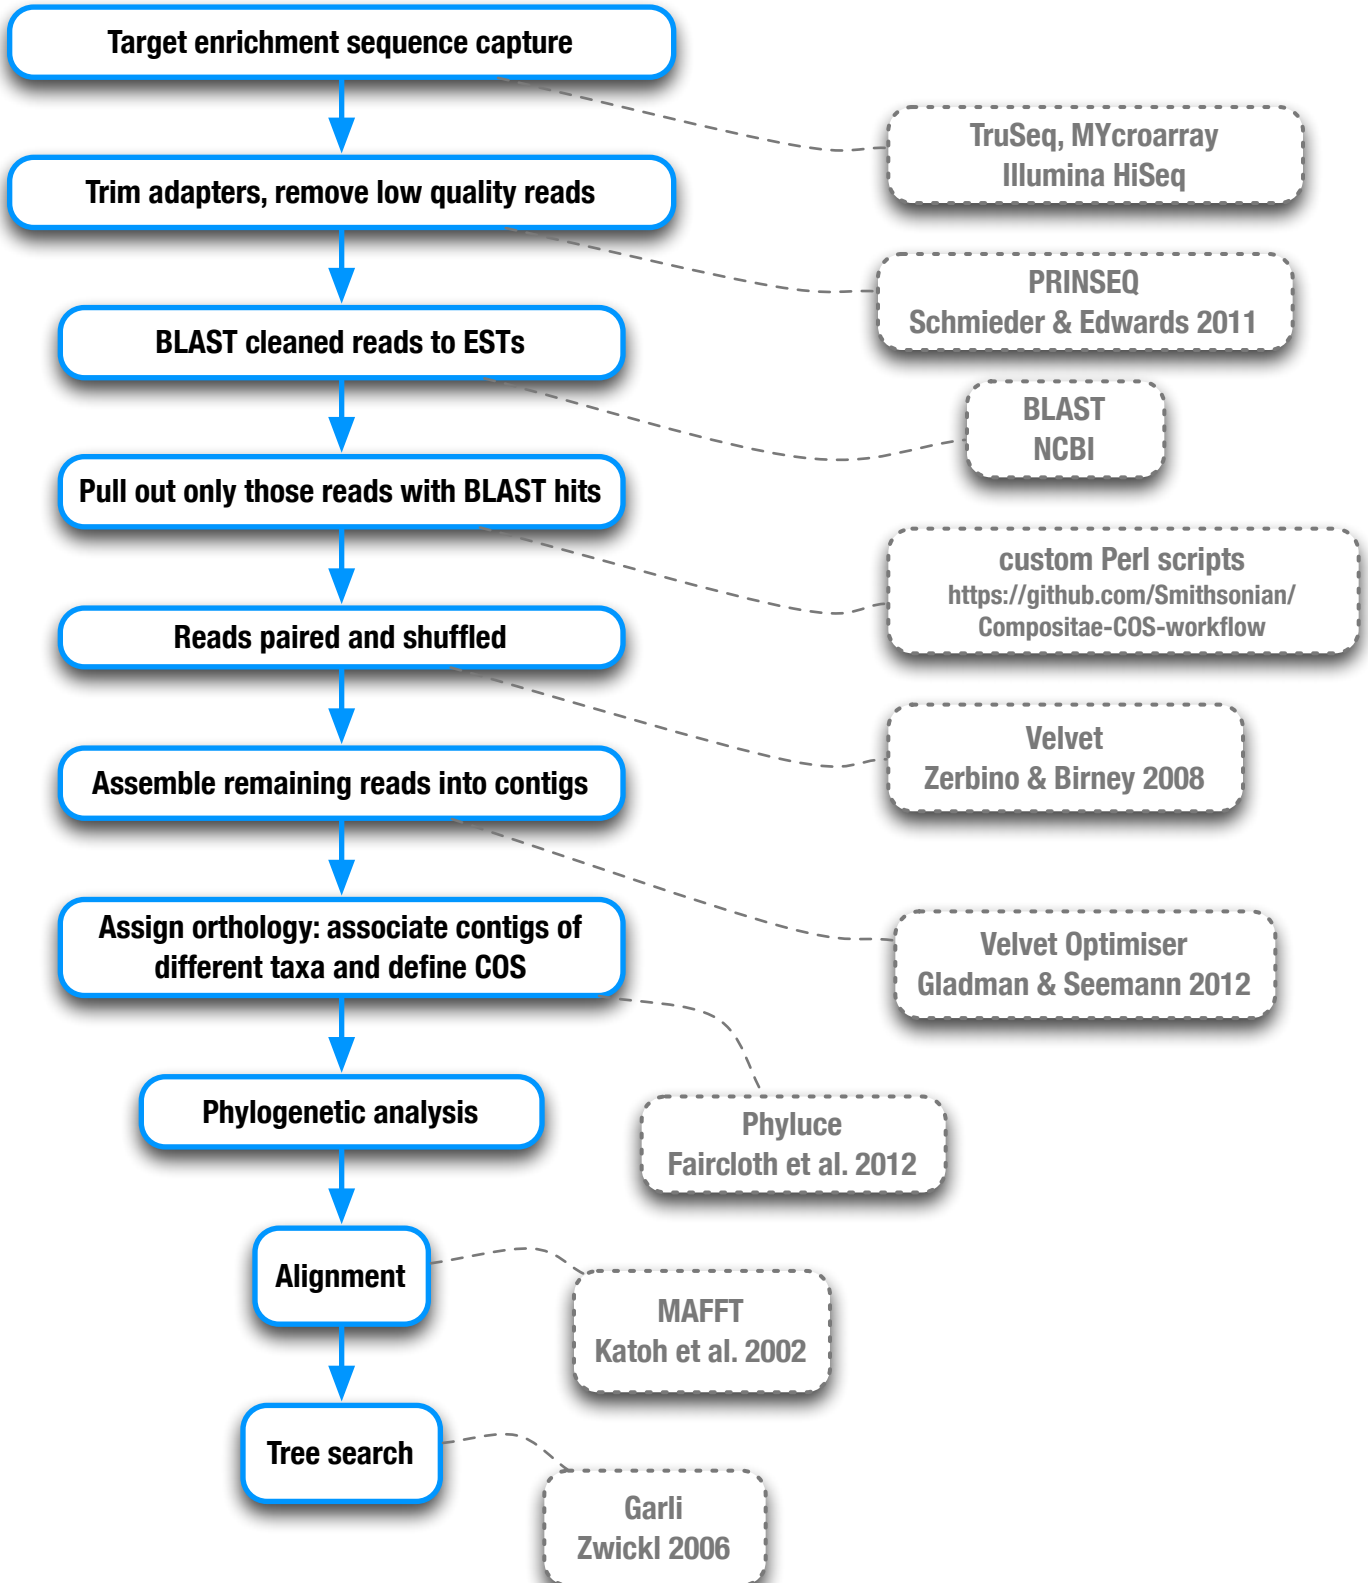 Target enrichment sequence capture
TruSeq, MYcroarray
Illumina HiSeq
Trim adapters, remove low quality reads
PRINSEQ
Schmieder & Edwards 2011
BLAST cleaned reads to ESTs
BLAST
NCBI
Pull out only those reads with BLAST hits
custom Perl scripts
https://github.com/Smithsonian/
Compositae-COS-workflow
Reads paired and shuffled
Velvet
Zerbino & Birney 2008
Assemble remaining reads into contigs
Velvet Optimiser
Gladman & Seemann 2012
Assign orthology: associate contigs of
different taxa and define COS
Phylogenetic analysis
Phyluce
Faircloth et al. 2012
Alignment
MAFFT
Katoh et al. 2002
Tree search
Garli
Zwickl 2006